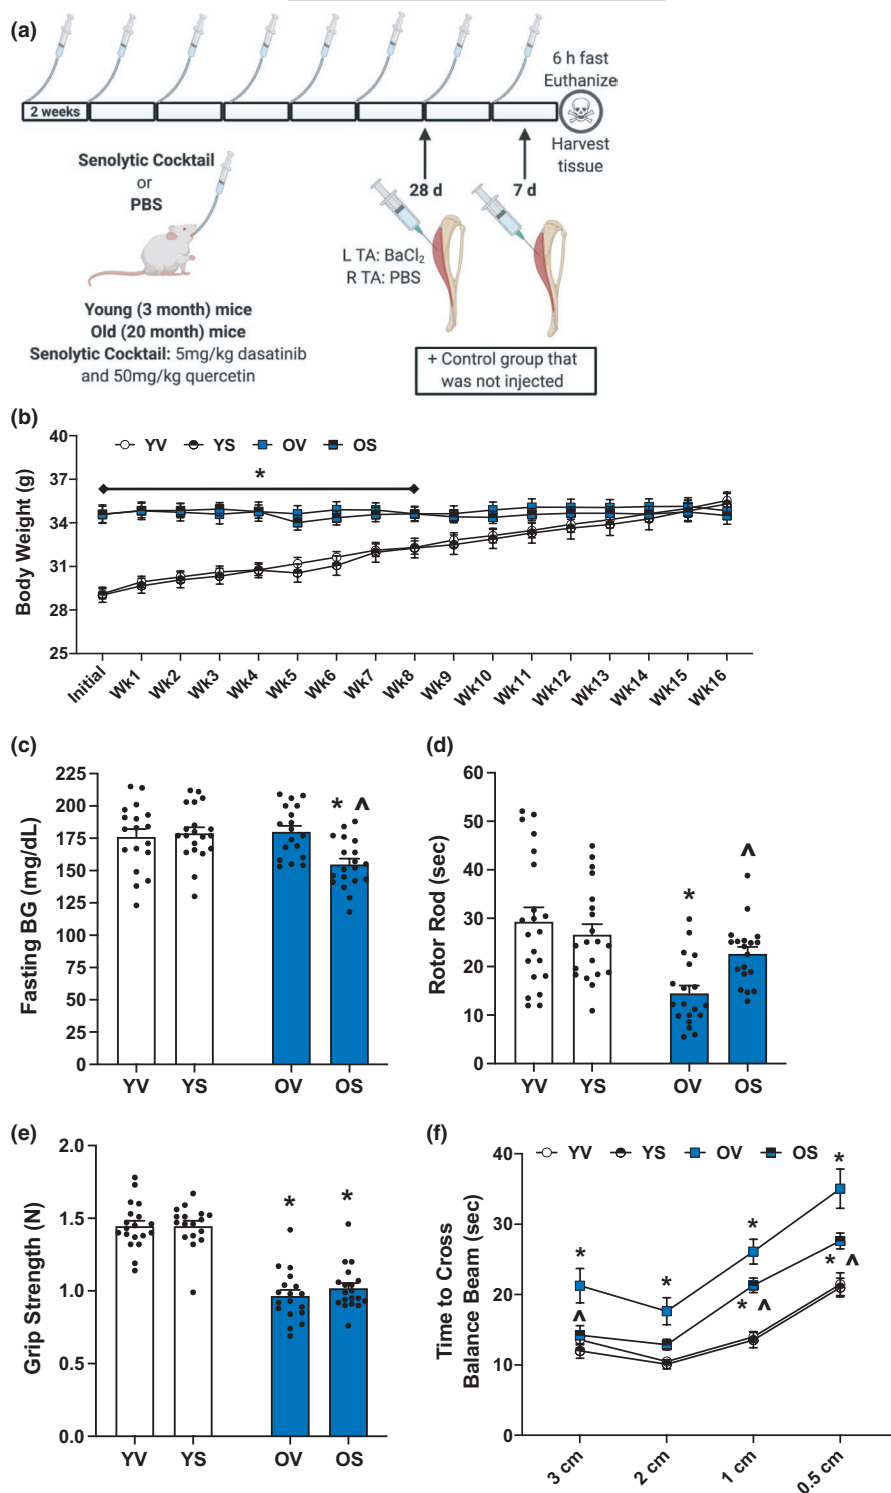 (a)
2 weeks
6 h fast
Euthanize
Harvest
tissue
Senolytic Cocktail
or
PBS
28 d
7 d
L TA: BaCl₂
R TA: PBS
Young (3 month) mice
Old (20 month) mice
Senolytic Cocktail: 5mg/kg dasatinib
and 50mg/kg quercetin
+ Control group that
was not injected
(b)
YV YS OV OS
*
Body Weight (g)
40
37
34
31
28
25
Initial Wk1 Wk2 Wk3 Wk4 Wk5 Wk6 Wk7 Wk8 Wk9 Wk10 Wk11 Wk12 Wk13 Wk14 Wk15 Wk16
(c)
Fasting BG (mg/dL)
225
200
175
150
125
100
75
50
25
0
* ^
YV YS OV OS
(d)
Rotor Rod (sec)
60
50
40
30
20
10
0
*
^
YV YS OV OS
(e)
Grip Strength (N)
2.0
1.5
1.0
0.5
0.0
* *
YV YS OV OS
(f)
YV YS OV OS
Time to Cross
Balance Beam (sec)
40
30
20
10
0
* * * *
^ * ^ * ^
3 cm 2 cm 1 cm 0.5 cm